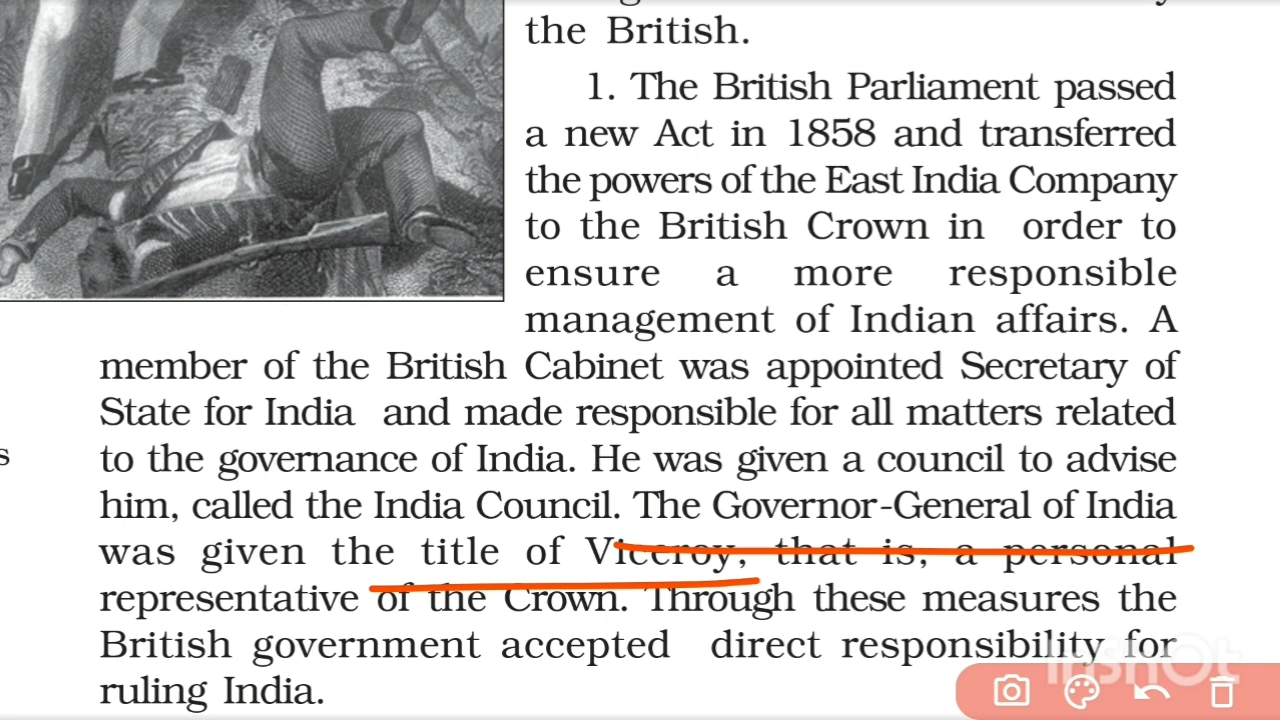 the British.
1. The British Parliament passed
a new Act in 1858 and transferred
the powers of the East India Company
to the British Crown in order to
ensure a more responsible
management of Indian affairs. A
member of the British Cabinet was appointed Secretary of
State for India and made responsible for all matters related
s
to the governance of India. He was given a council to advise
him, called the India Council. The Governor-General of India
was given the title of Viceroy, that is, a personal
representative of the Crown. Through these measures the
British government accepted direct responsibility for
InShOt
ruling India.